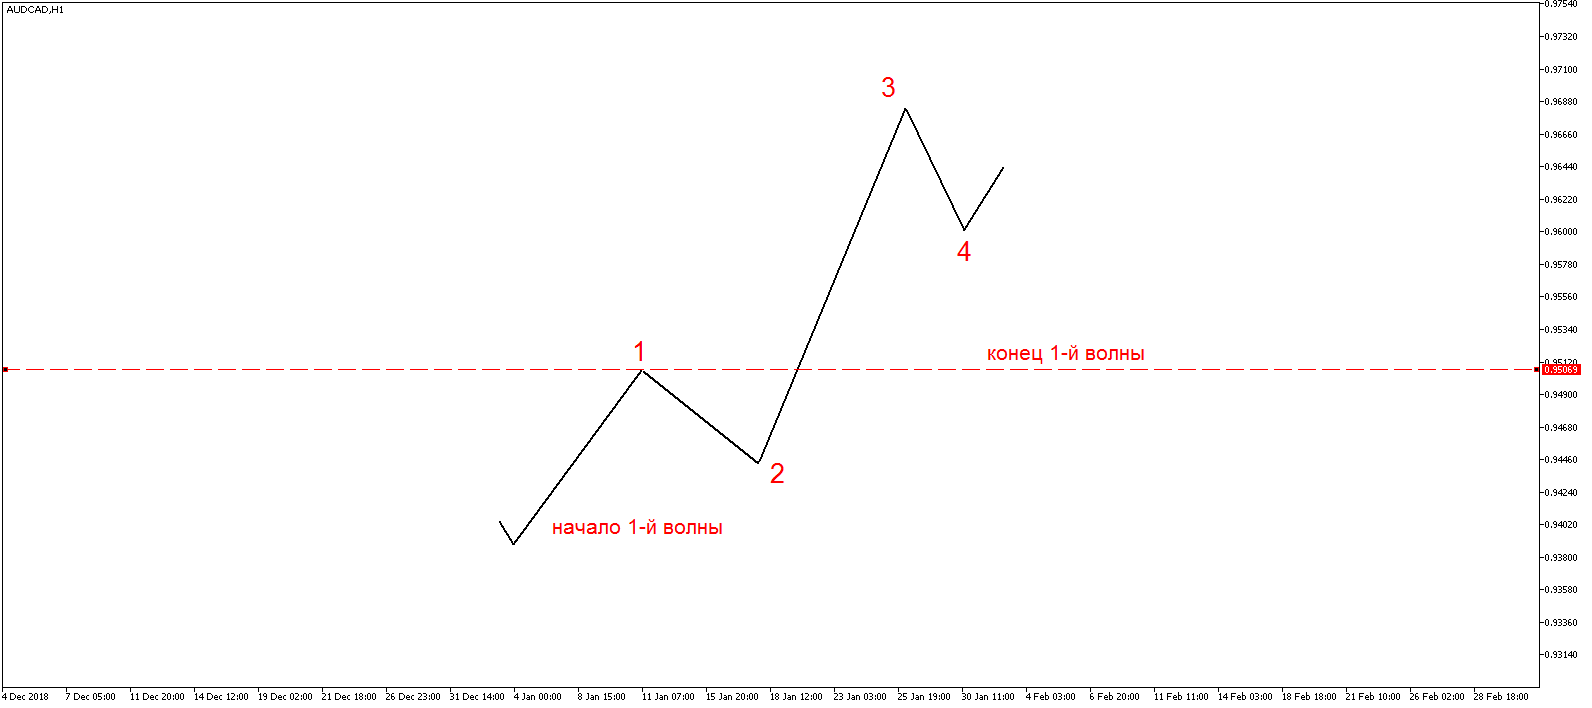 AUDCAD,H1
0.97540
0.97320
0.97100
3
0.96880
0.96660
0.96440
0.96220
0.96000
4
0.95780
0.95560
0.95340
1
конец 1-й волны
0.95120
0.95069
0.94900
0.94680
2
0.94460
0.94240
начало 1-й волны
0.94020
0.93800
0.93580
0.93360
0.93140
4 Dec 2018
7 Dec 05:00
11 Dec 20:00
14 Dec 12:00
19 Dec 02:00
21 Dec 18:00
26 Dec 23:00
31 Dec 14:00
4 Jan 00:00
8 Jan 15:00
11 Jan 07:00
15 Jan 20:00
18 Jan 12:00
23 Jan 03:00
25 Jan 19:00
30 Jan 11:00
4 Feb 03:00
6 Feb 20:00
11 Feb 11:00
14 Feb 03:00
18 Feb 18:00
21 Feb 10:00
26 Feb 02:00
28 Feb 18:00